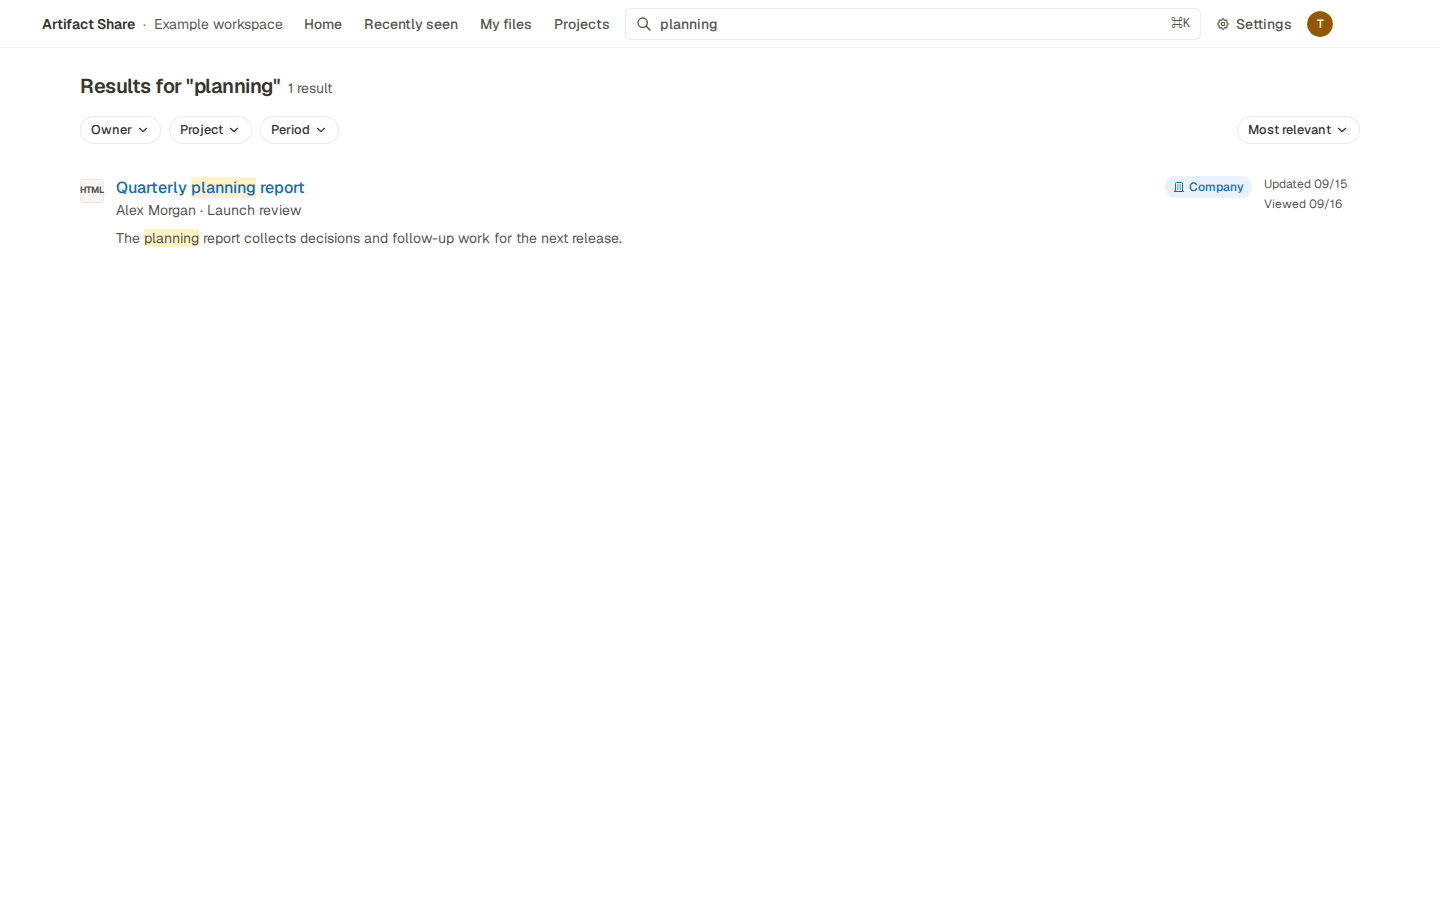 Artifact Share · Example workspace Home Recently seen My files Projects planning ⌘K Settings T
Results for "planning" 1 result
Owner Project Period Most relevant
HTML Quarterly planning report Company Updated 09/15
Alex Morgan · Launch review Viewed 09/16
The planning report collects decisions and follow-up work for the next release.